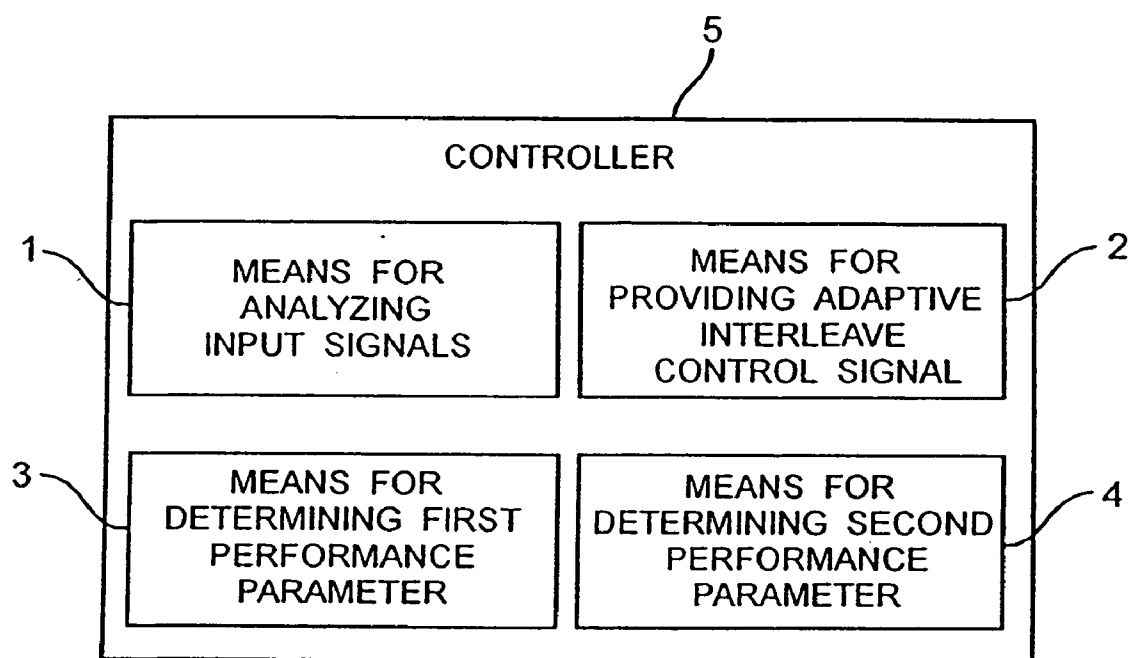 5
CONTROLLER
1
MEANS FOR
ANALYZING
INPUT SIGNALS
MEANS FOR
PROVIDING ADAPTIVE
INTERLEAVE
CONTROL SIGNAL
2
3
MEANS FOR
DETERMINING FIRST
PERFORMANCE
PARAMETER
MEANS FOR
DETERMINING SECOND
PERFORMANCE
PARAMETER
4